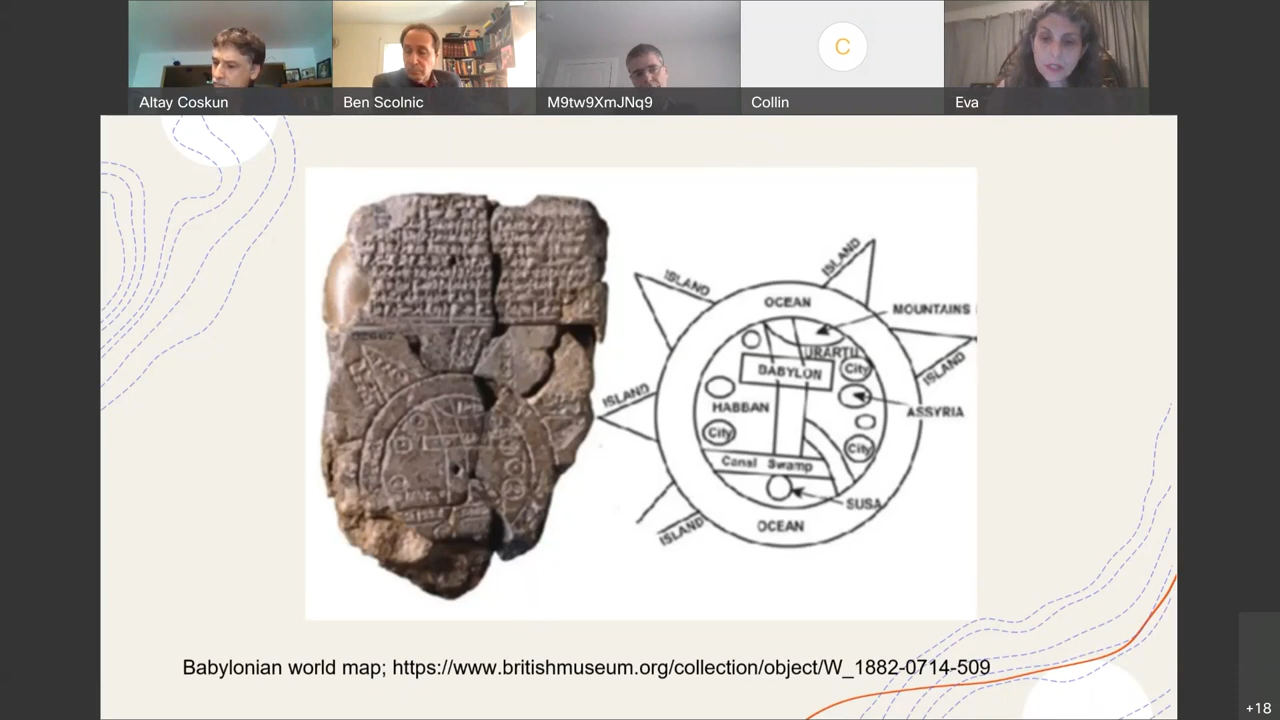 Altay Coskun
Ben Scolnic
M9tw9XmJNq9
C
Collin
Eva
ISLAND
ISLAND
OCEAN
MOUNTAINS
URARTU
BABYLON
City
ISLAND
ISLAND
HABBAN
ASSYRIA
City
City
Canal Swamp
SUSA
ISLAND
OCEAN
Babylonian world map; https://www.britishmuseum.org/collection/object/W_1882-0714-509
+18